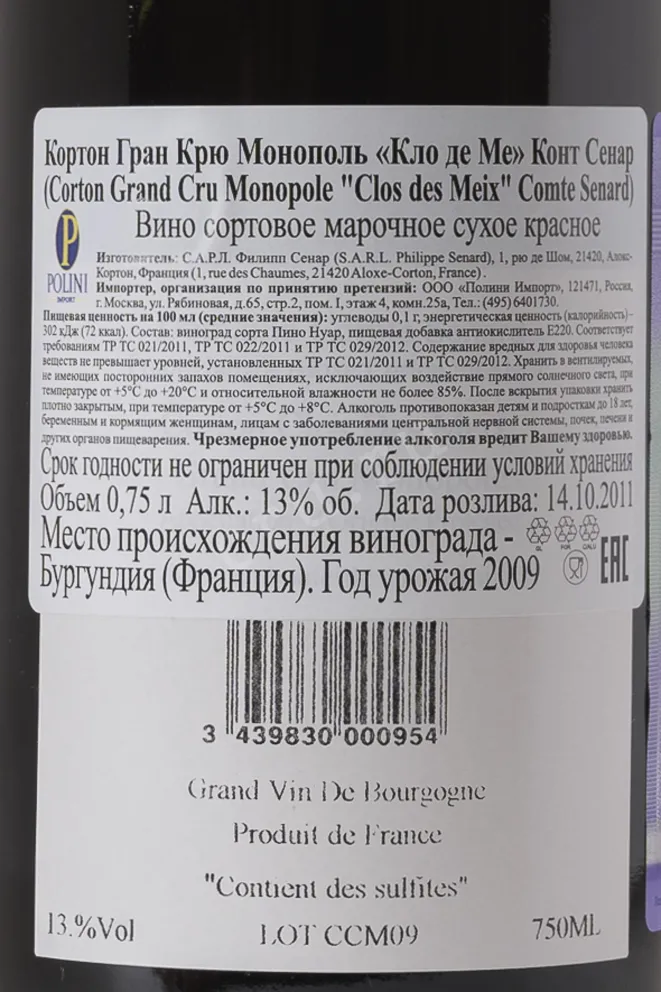 Кортон Гран Крю Монополь «Кло де Ме» Конт Сенар
(Corton Grand Cru Monopole "Clos des Meix" Comte Senard)
Вино сортовое марочное сухое красное
P
POLINI
IMPORT
Изготовитель: С.А.Р.Л. Филипп Сенар (S.A.R.L. Philippe Senard), 1, рю де Шом, 21420, Алокс-
Кортон, Франция (1, rue des Chaumes, 21420 Aloxe-Corton, France).
Импортер, организация по принятию претензий: ООО «Полини Импорт», 121471, Россия,
г. Москва, ул. Рябиновая, д.65, стр.2, пом. I, этаж 4, комн.25а, Тел.: (495) 6401730.
Пищевая ценность на 100 мл (средние значения): углеводы 0,1 г, энергетическая ценность (калорийность) –
302 кДж (72 ккал). Состав: виноград сорта Пино Нуар, пищевая добавка антиокислитель Е220. Соответствует
требованиям ТР ТС 021/2011, ТР ТС 022/2011 и ТР ТС 029/2012. Содержание вредных для здоровья человека
веществ не превышает уровней, установленных ТР ТС 021/2011 и ТР ТС 029/2012. Хранить в вентилируемых,
не имеющих посторонних запахов помещениях, исключающих воздействие прямого солнечного света, при
температуре от +5°С до +20°С и относительной влажности не более 85%. После вскрытия упаковки хранить
плотно закрытым, при температуре от +5°С до +8°С. Алкоголь противопоказан детям и подросткам до 18 лет,
беременным и кормящим женщинам, лицам с заболеваниями центральной нервной системы, почек, печени и
других органов пищеварения. Чрезмерное употребление алкоголя вредит Вашему здоровью.
Срок годности не ограничен при соблюдении условий хранения
Объем 0,75 л Алк.: 13% об. Дата розлива: 14.10.2011
Место происхождения винограда -
GL FOR C/ALU
EAC
Бургундия (Франция). Год урожая 2009
3 439830 000954
Grand Vin De Bourgogne
Produit de France
"Contient des sulfites"
13.%Vol LOT CCM09 750ML